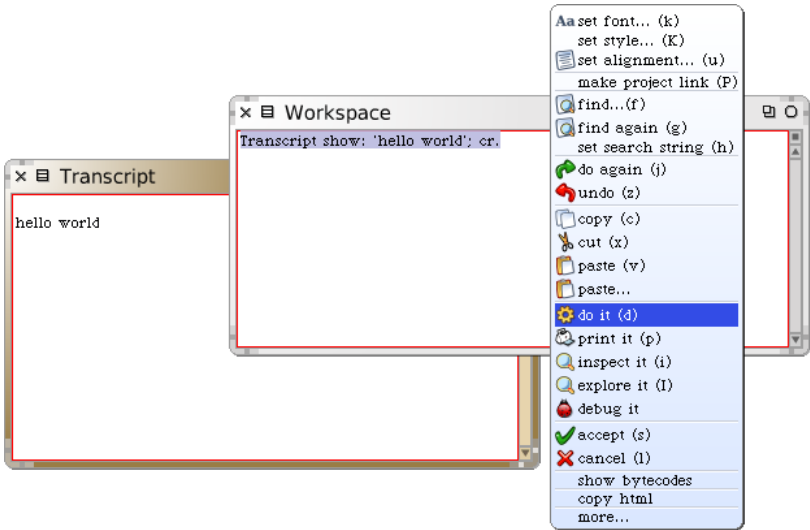 Aa set font... (k)
set style... (K)
set alignment... (u)
make project link (P)
find...(f)
find again (g)
set search string (h)
do again (j)
undo (z)
copy (c)
cut (x)
paste (v)
paste...
do it (d)
print it (p)
inspect it (i)
explore it (I)
debug it
accept (s)
cancel (l)
show bytecodes
copy html
more...
Workspace
Transcript show: 'hello world'; cr.
Transcript
hello world